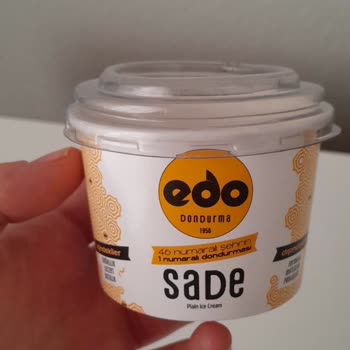 edo
DONDURMA
1956
46 numaralı şehrin
1 numaralı dondurması
SADE
Plain Ice Cream